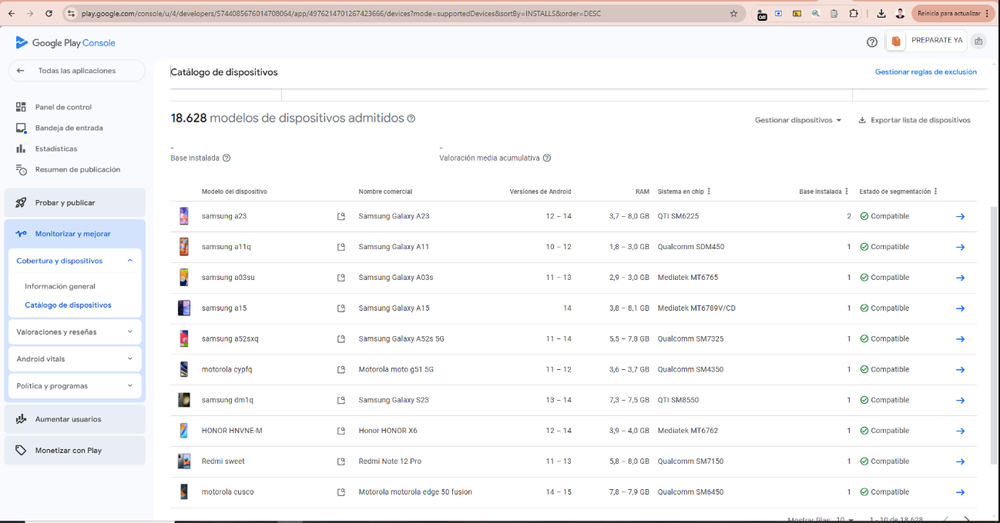 play.google.com/console/u/4/developers/5744085676014708064/app/4976214701267423666/devices?mode=supportedDevices&sortBy=INSTALLS&order=DESC
Off
Reinicia para actualizar
Google Play Console
PREPARATE YA
Todas las aplicaciones
Catálogo de dispositivos
Gestionar reglas de exclusión
Panel de control
Bandeja de entrada
Estadísticas
Resumen de publicación
Probar y publicar
Monitorizar y mejorar
Cobertura y dispositivos
Información general
Catálogo de dispositivos
Valoraciones y reseñas
Android vitals
Política y programas
Aumentar usuarios
Monetizar con Play
18.628 modelos de dispositivos admitidos
Gestionar dispositivos
Exportar lista de dispositivos
- -
Base instalada Valoración media acumulativa
Modelo del dispositivo Nombre comercial Versiones de Android RAM Sistema en chip Base instalada Estado de segmentación
samsung a23 Samsung Galaxy A23 12 – 14 3,7 – 8,0 GB QTI SM6225 2 Compatible
samsung a11q Samsung Galaxy A11 10 – 12 1,8 – 3,0 GB Qualcomm SDM450 1 Compatible
samsung a03su Samsung Galaxy A03s 11 – 13 2,9 – 3,0 GB Mediatek MT6765 1 Compatible
samsung a15 Samsung Galaxy A15 14 3,8 – 8,1 GB Mediatek MT6789V/CD 1 Compatible
samsung a52sxq Samsung Galaxy A52s 5G 11 – 14 5,5 – 7,8 GB Qualcomm SM7325 1 Compatible
motorola cypfq Motorola moto g51 5G 11 – 12 3,6 – 3,7 GB Qualcomm SM4350 1 Compatible
samsung dm1q Samsung Galaxy S23 13 – 14 7,3 – 7,5 GB QTI SM8550 1 Compatible
HONOR HNVNE-M Honor HONOR X6 12 – 14 3,9 – 4,0 GB Mediatek MT6762 1 Compatible
Redmi sweet Redmi Note 12 Pro 11 – 13 5,8 – 8,0 GB Qualcomm SM7150 1 Compatible
motorola cusco Motorola motorola edge 50 fusion 14 – 15 7,8 – 7,9 GB Qualcomm SM6450 1 Compatible
Mostrar filas: 10 1 - 10 de 18.628